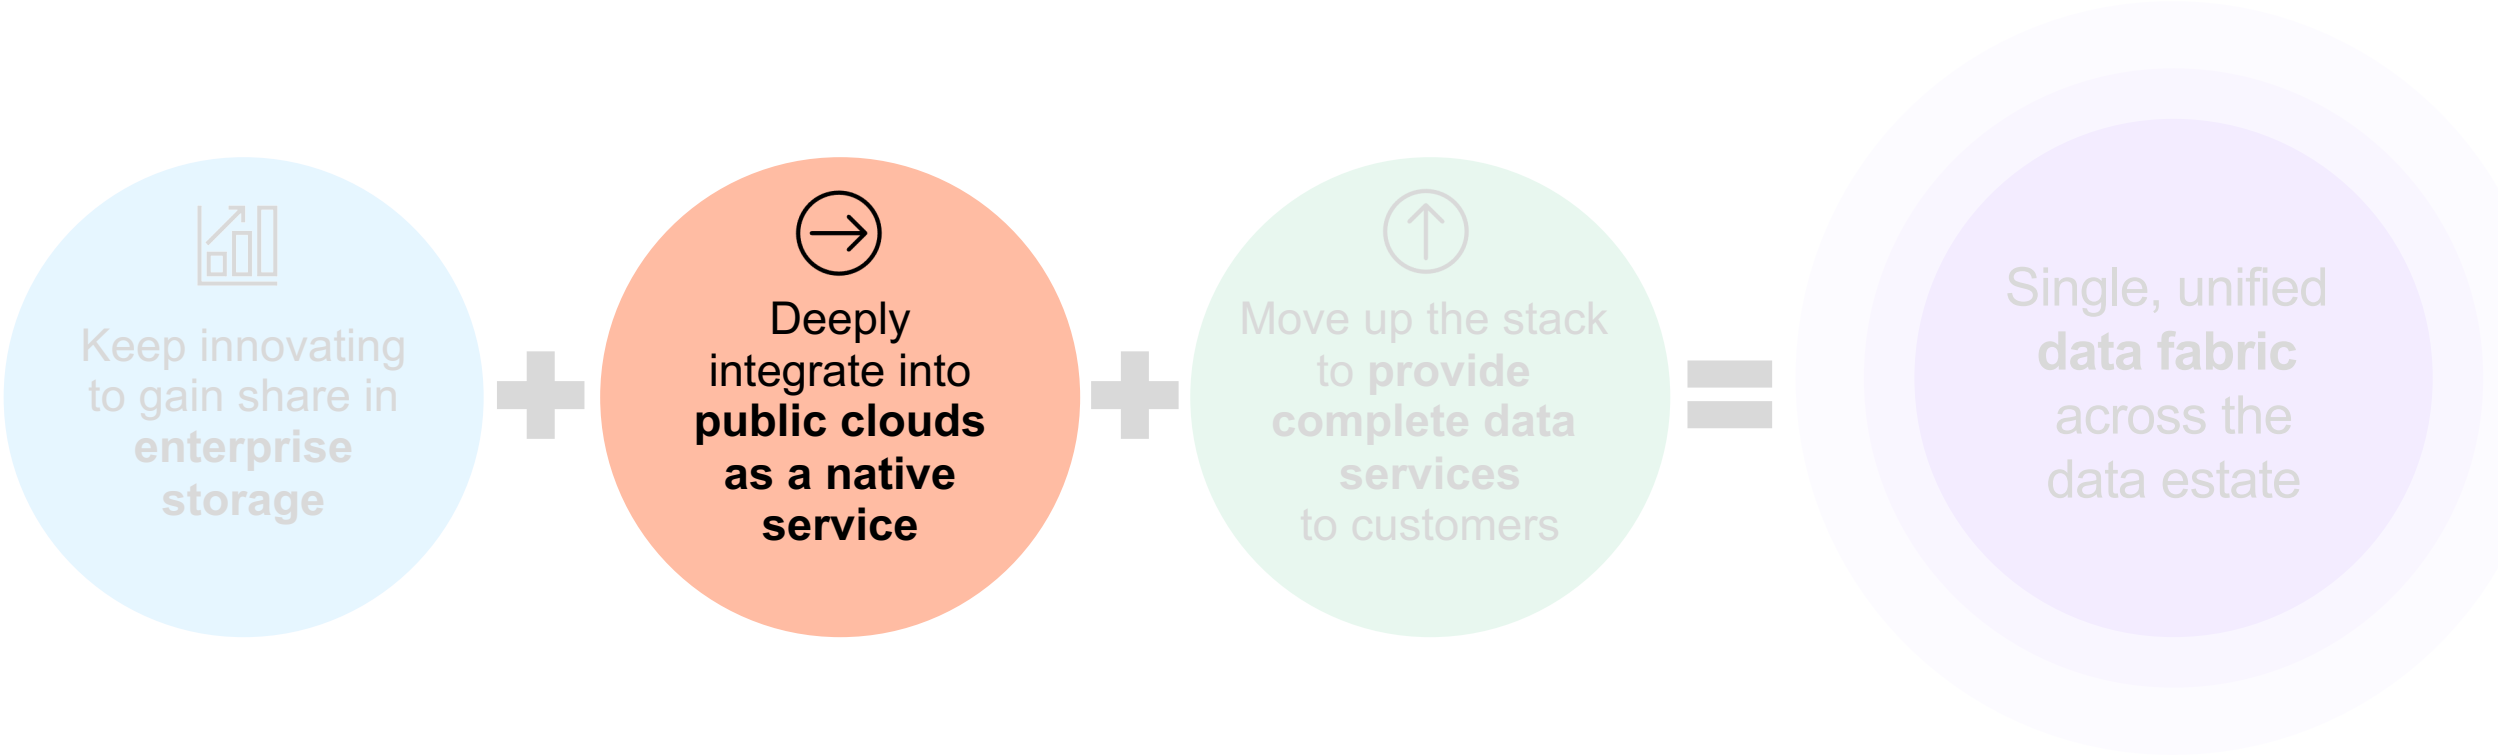 Keep innovating
to gain share in
enterprise
storage
Deeply
integrate into
public clouds
as a native
service
Move up the stack
to provide
complete data
services
to customers
Single, unified
data fabric
across the
data estate